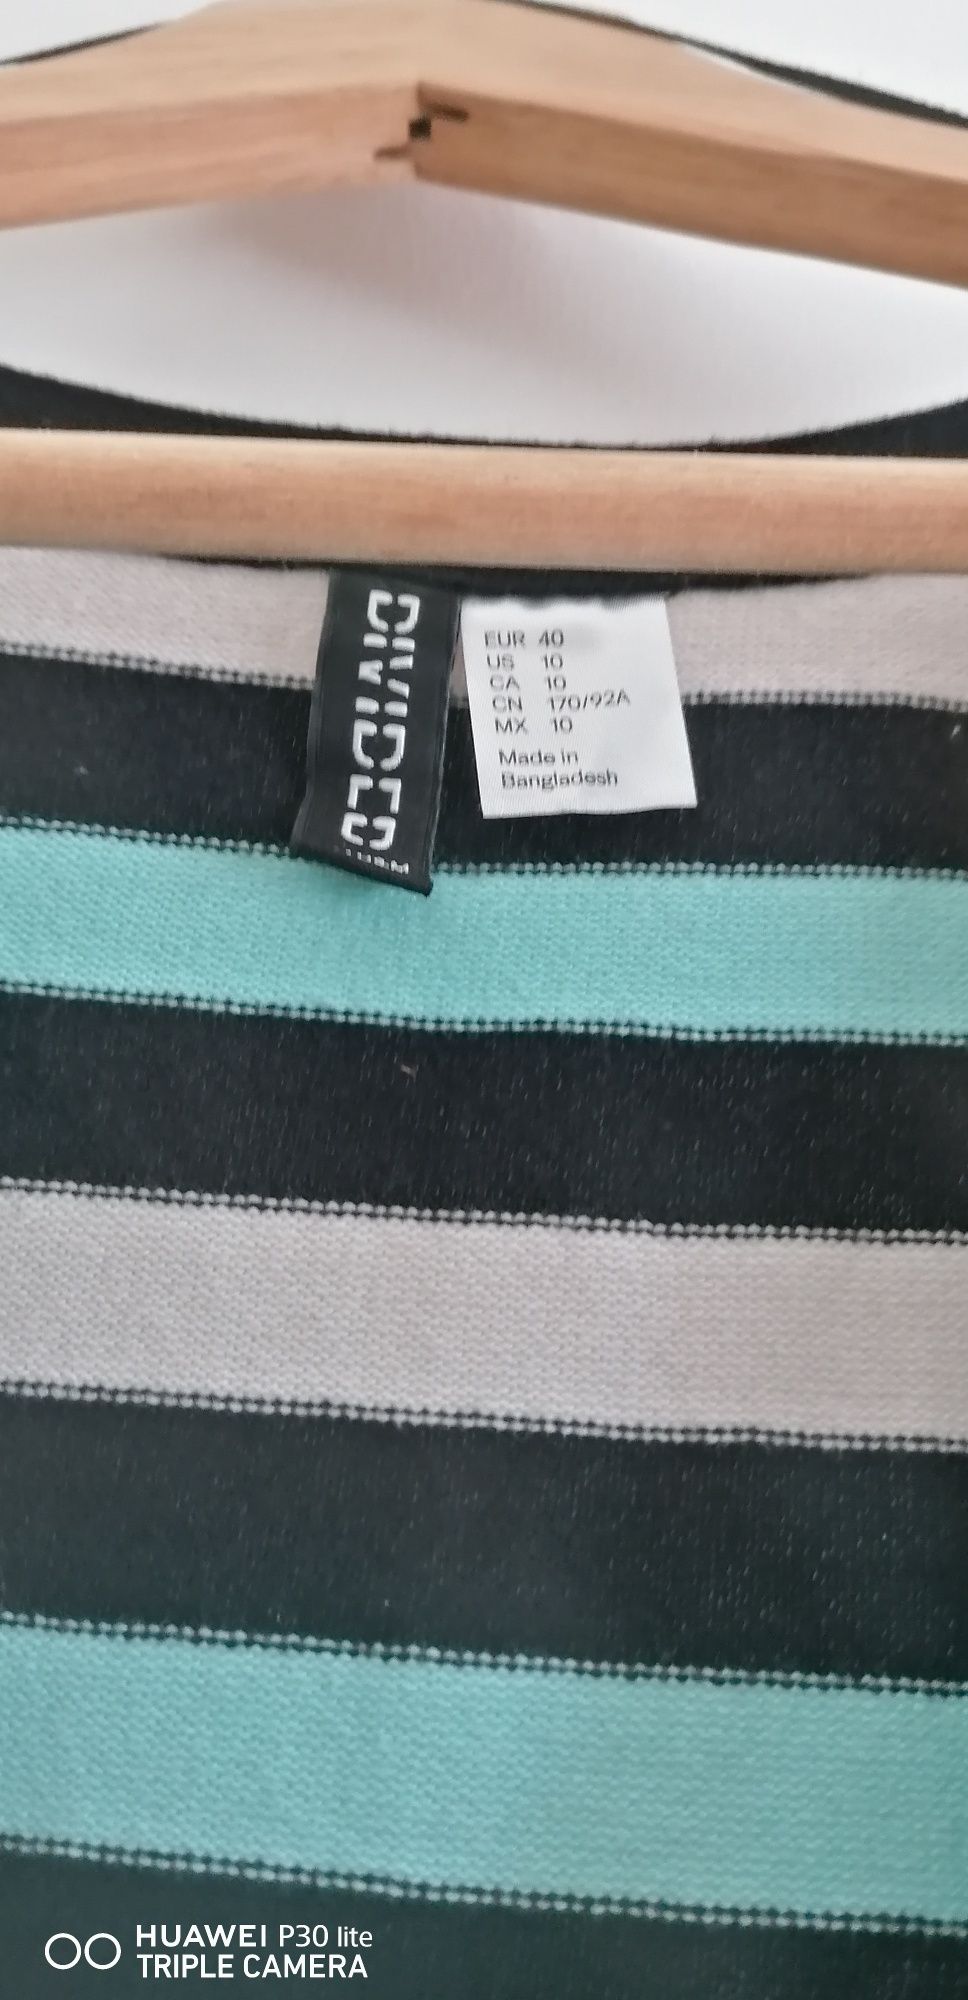 DIVIDED
H&M
EUR 40
US 10
CA 10
CN 170/92A
MX 10
Made in
Bangladesh
HUAWEI P30 lite
TRIPLE CAMERA